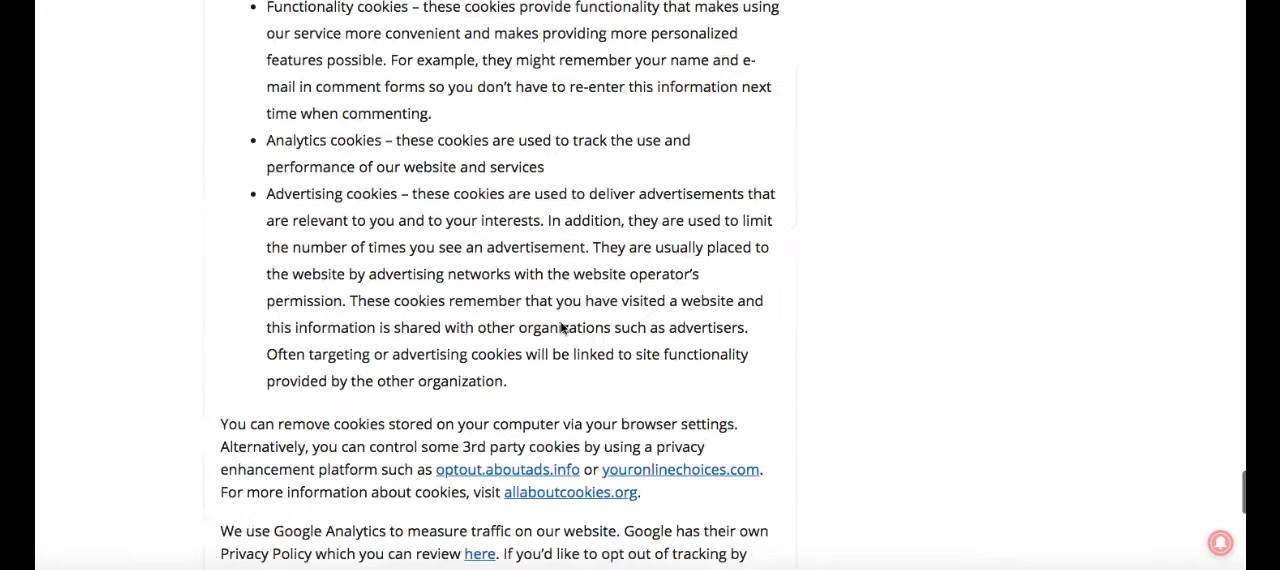 • Functionality cookies – these cookies provide functionality that makes using
our service more convenient and makes providing more personalized
features possible. For example, they might remember your name and e-
mail in comment forms so you don’t have to re-enter this information next
time when commenting.
• Analytics cookies – these cookies are used to track the use and
performance of our website and services
• Advertising cookies – these cookies are used to deliver advertisements that
are relevant to you and to your interests. In addition, they are used to limit
the number of times you see an advertisement. They are usually placed to
the website by advertising networks with the website operator’s
permission. These cookies remember that you have visited a website and
this information is shared with other organizations such as advertisers.
Often targeting or advertising cookies will be linked to site functionality
provided by the other organization.
You can remove cookies stored on your computer via your browser settings.
Alternatively, you can control some 3rd party cookies by using a privacy
enhancement platform such as optout.aboutads.info or youronlinechoices.com.
For more information about cookies, visit allaboutcookies.org.
We use Google Analytics to measure traffic on our website. Google has their own
Privacy Policy which you can review here. If you’d like to opt out of tracking by